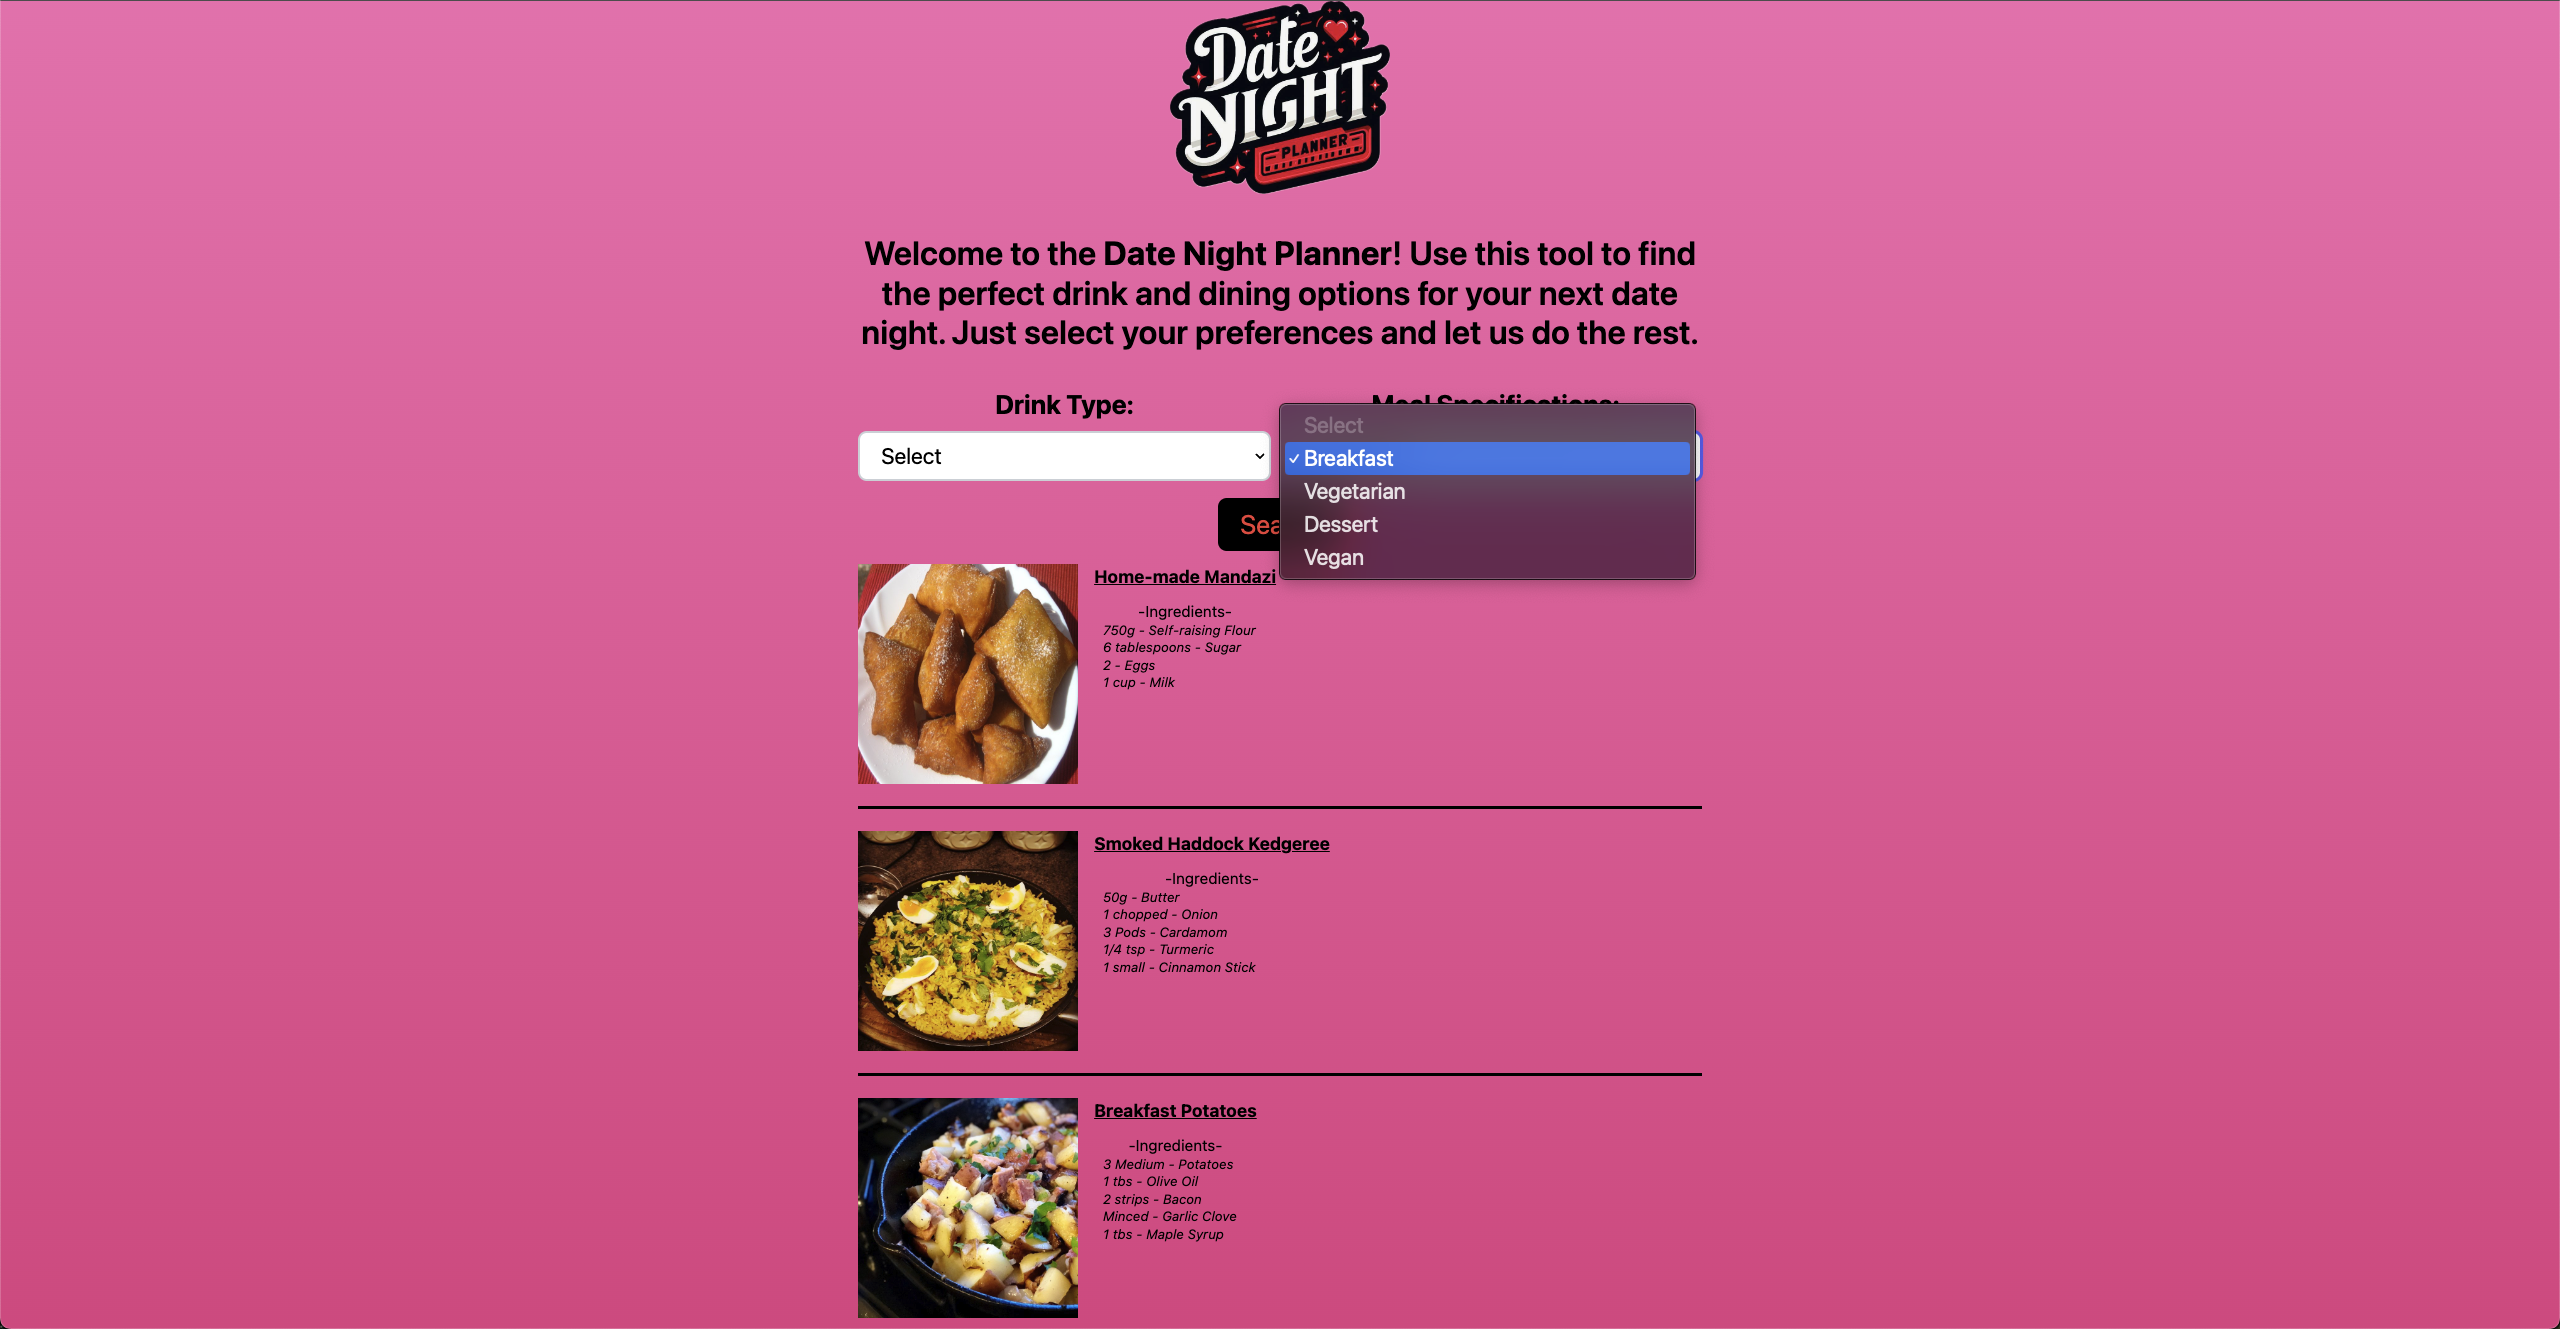 Date
NIGHT
PLANNER
Welcome to the Date Night Planner! Use this tool to find
the perfect drink and dining options for your next date
night. Just select your preferences and let us do the rest.
Drink Type:
Meal Specifications:
Select
Select
Breakfast
Vegetarian
Dessert
Vegan
Sea
Home-made Mandazi
-Ingredients-
750g - Self-raising Flour
6 tablespoons - Sugar
2 - Eggs
1 cup - Milk
Smoked Haddock Kedgeree
-Ingredients-
50g - Butter
1 chopped - Onion
3 Pods - Cardamom
1/4 tsp - Turmeric
1 small - Cinnamon Stick
Breakfast Potatoes
-Ingredients-
3 Medium - Potatoes
1 tbs - Olive Oil
2 strips - Bacon
Minced - Garlic Clove
1 tbs - Maple Syrup